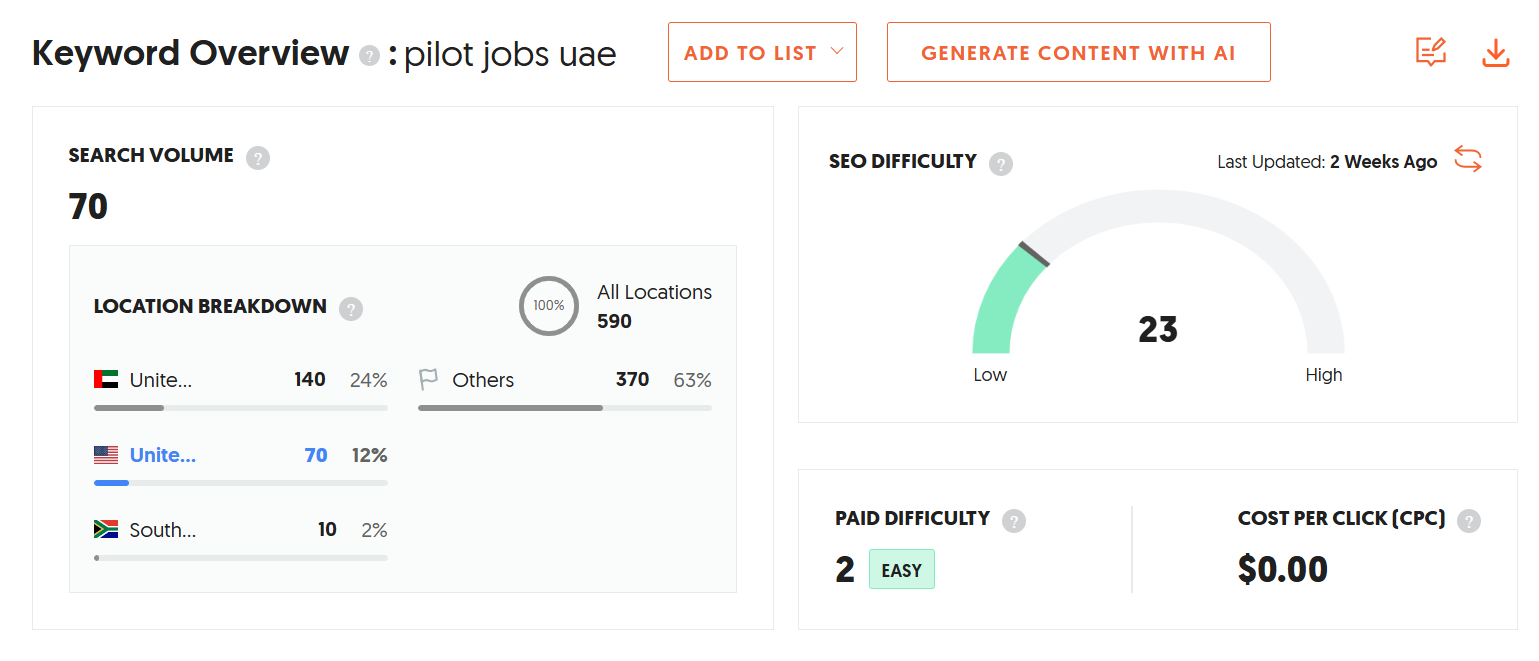 Keyword Overview ? : pilot jobs uae
ADD TO LIST
GENERATE CONTENT WITH AI
SEARCH VOLUME ?
70
LOCATION BREAKDOWN ?
100%
All Locations
590
Unite... 140 24%
Others 370 63%
Unite... 70 12%
South... 10 2%
SEO DIFFICULTY ?
Last Updated: 2 Weeks Ago
23
Low
High
PAID DIFFICULTY ?
2 EASY
COST PER CLICK (CPC) ?
$0.00